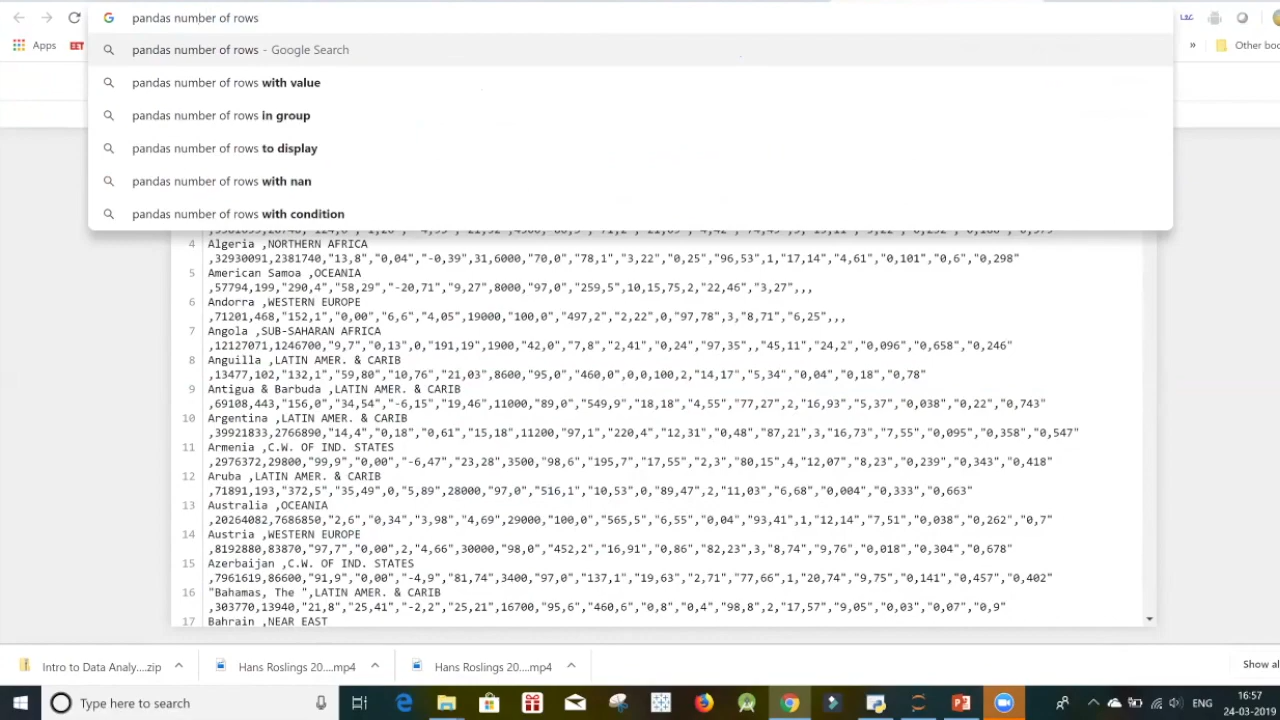 pandas number of rows
Apps
»
Other boo
pandas number of rows - Google Search
pandas number of rows with value
pandas number of rows in group
pandas number of rows to display
pandas number of rows with nan
pandas number of rows with condition
4 Algeria ,NORTHERN AFRICA
,32930091,2381740,"13,8","0,04","-0,39",31,6000,"70,0","78,1","3,22","0,25","96,53",1,"17,14","4,61","0,101","0,6","0,298"
5 American Samoa ,OCEANIA
,57794,199,"290,4","58,29","-20,71","9,27",8000,"97,0","259,5",10,15,75,2,"22,46","3,27",,,
6 Andorra ,WESTERN EUROPE
,71201,468,"152,1","0,00","6,6","4,05",19000,"100,0","497,2","2,22",0,"97,78",3,"8,71","6,25",,,
7 Angola ,SUB-SAHARAN AFRICA
,12127071,1246700,"9,7","0,13",0,"191,19",1900,"42,0","7,8","2,41","0,24","97,35",,"45,11","24,2","0,096","0,658","0,246"
8 Anguilla ,LATIN AMER. & CARIB
,13477,102,"132,1","59,80","10,76","21,03",8600,"95,0","460,0",0,0,100,2,"14,17","5,34","0,04","0,18","0,78"
9 Antigua & Barbuda ,LATIN AMER. & CARIB
,69108,443,"156,0","34,54","-6,15","19,46",11000,"89,0","549,9","18,18","4,55","77,27",2,"16,93","5,37","0,038","0,22","0,743"
10 Argentina ,LATIN AMER. & CARIB
,39921833,2766890,"14,4","0,18","0,61","15,18",11200,"97,1","220,4","12,31","0,48","87,21",3,"16,73","7,55","0,095","0,358","0,547"
11 Armenia ,C.W. OF IND. STATES
,2976372,29800,"99,9","0,00","-6,47","23,28",3500,"98,6","195,7","17,55","2,3","80,15",4,"12,07","8,23","0,239","0,343","0,418"
12 Aruba ,LATIN AMER. & CARIB
,71891,193,"372,5","35,49",0,"5,89",28000,"97,0","516,1","10,53",0,"89,47",2,"11,03","6,68","0,004","0,333","0,663"
13 Australia ,OCEANIA
,20264082,7686850,"2,6","0,34","3,98","4,69",29000,"100,0","565,5","6,55","0,04","93,41",1,"12,14","7,51","0,038","0,262","0,7"
14 Austria ,WESTERN EUROPE
,8192880,83870,"97,7","0,00",2,"4,66",30000,"98,0","452,2","16,91","0,86","82,23",3,"8,74","9,76","0,018","0,304","0,678"
15 Azerbaijan ,C.W. OF IND. STATES
,7961619,86600,"91,9","0,00","-4,9","81,74",3400,"97,0","137,1","19,63","2,71","77,66",1,"20,74","9,75","0,141","0,457","0,402"
16 "Bahamas, The ",LATIN AMER. & CARIB
,303770,13940,"21,8","25,41","-2,2","25,21",16700,"95,6","460,6","0,8","0,4","98,8",2,"17,57","9,05","0,03","0,07","0,9"
17 Bahrain ,NEAR EAST
Intro to Data Analy....zip
Hans Roslings 20....mp4
Hans Roslings 20....mp4
Show al
Type here to search
ENG
16:57
24-03-2019